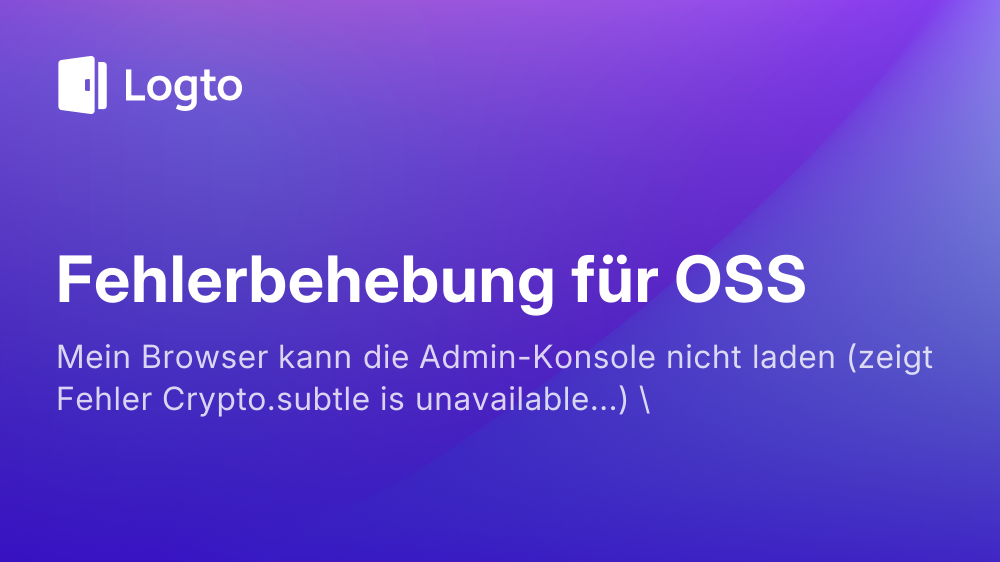 Logto
Fehlerbehebung für OSS
Mein Browser kann die Admin-Konsole nicht laden (zeigt
Fehler Crypto.subtle is unavailable...) \